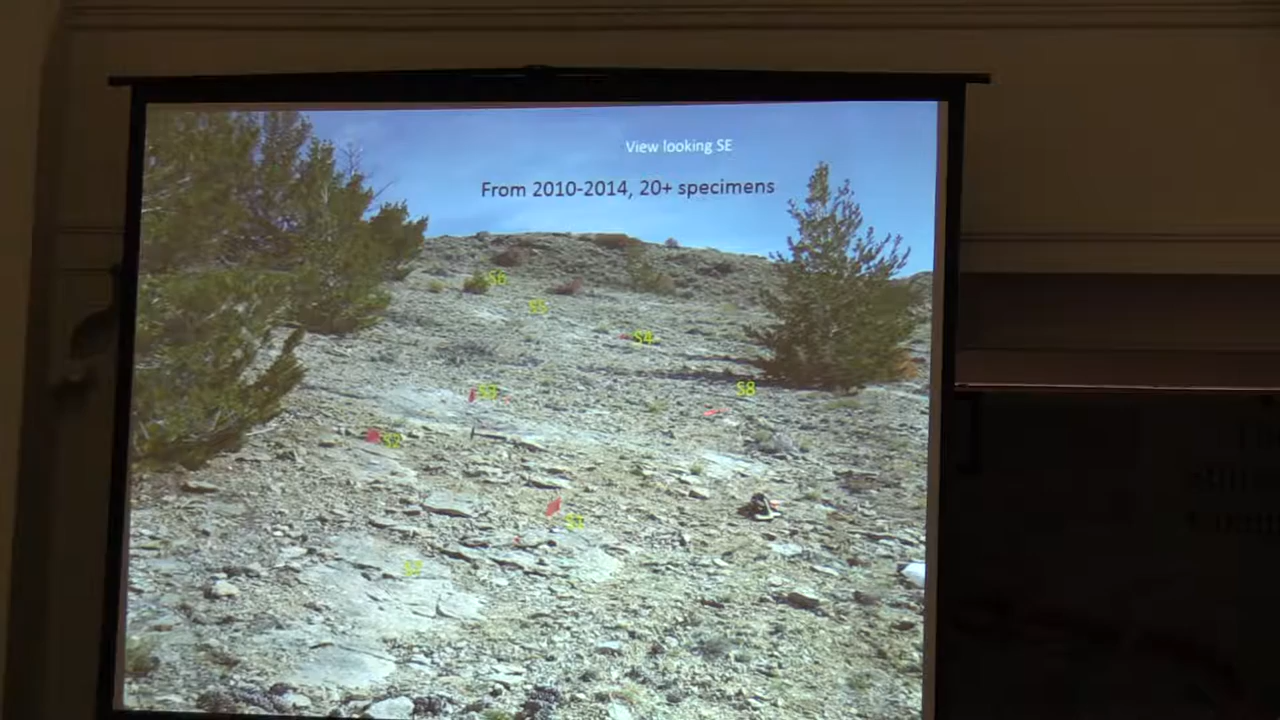 View looking SE
From 2010-2014, 20+ specimens
S6
S5
S4
S8
S3
S2
S1
S7